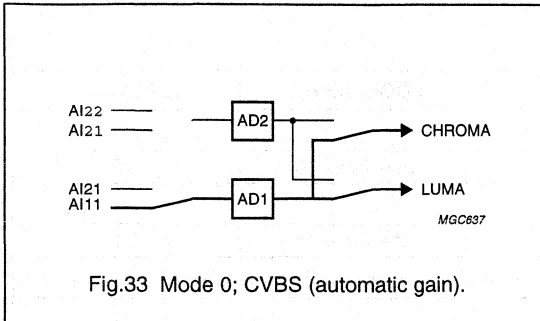 AI22
AI21
AD2
CHROMA
AI21
AI11
AD1
LUMA
MGC637
Fig.33 Mode 0; CVBS (automatic gain).